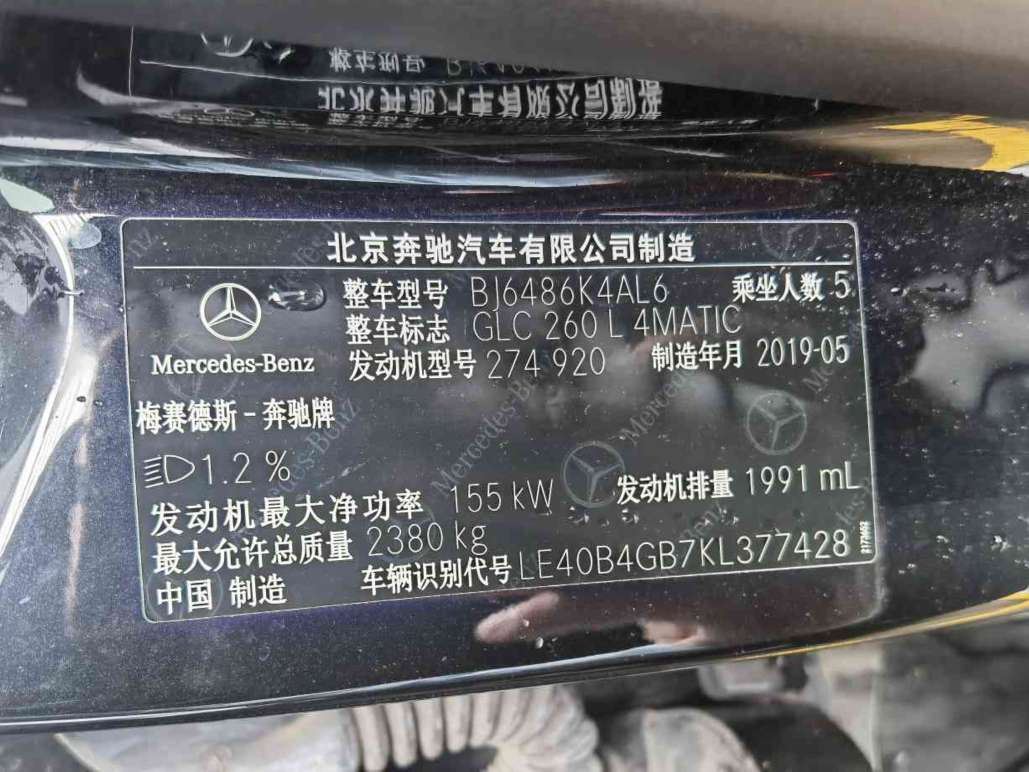 北京奔驰汽车有限公司制造
整车型号 BJ6486K4AL6 乘坐人数 5
整车标志 GLC 260 L 4MATIC
Mercedes-Benz 发动机型号 274 920 制造年月 2019-05
梅赛德斯－奔驰牌
1.2 %
发动机最大净功率 155 kW 发动机排量 1991 mL
最大允许总质量 2380 kg
中国 制造 车辆识别代号 LE40B4GB7KL377428